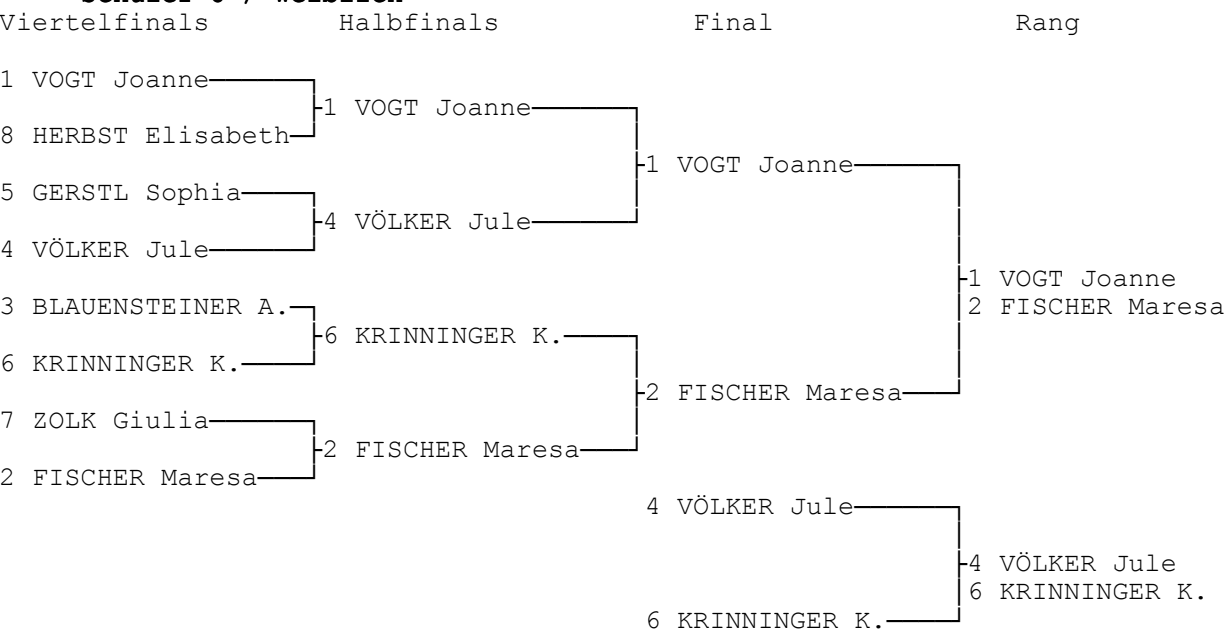 Viertelfinals Halbfinals Final Rang
1 VOGT Joanne
1 VOGT Joanne
8 HERBST Elisabeth
1 VOGT Joanne
5 GERSTL Sophia
4 VÖLKER Jule
4 VÖLKER Jule
1 VOGT Joanne
3 BLAUENSTEINER A.
2 FISCHER Maresa
6 KRINNINGER K.
6 KRINNINGER K.
2 FISCHER Maresa
7 ZOLK Giulia
2 FISCHER Maresa
2 FISCHER Maresa
4 VÖLKER Jule
4 VÖLKER Jule
6 KRINNINGER K.
6 KRINNINGER K.